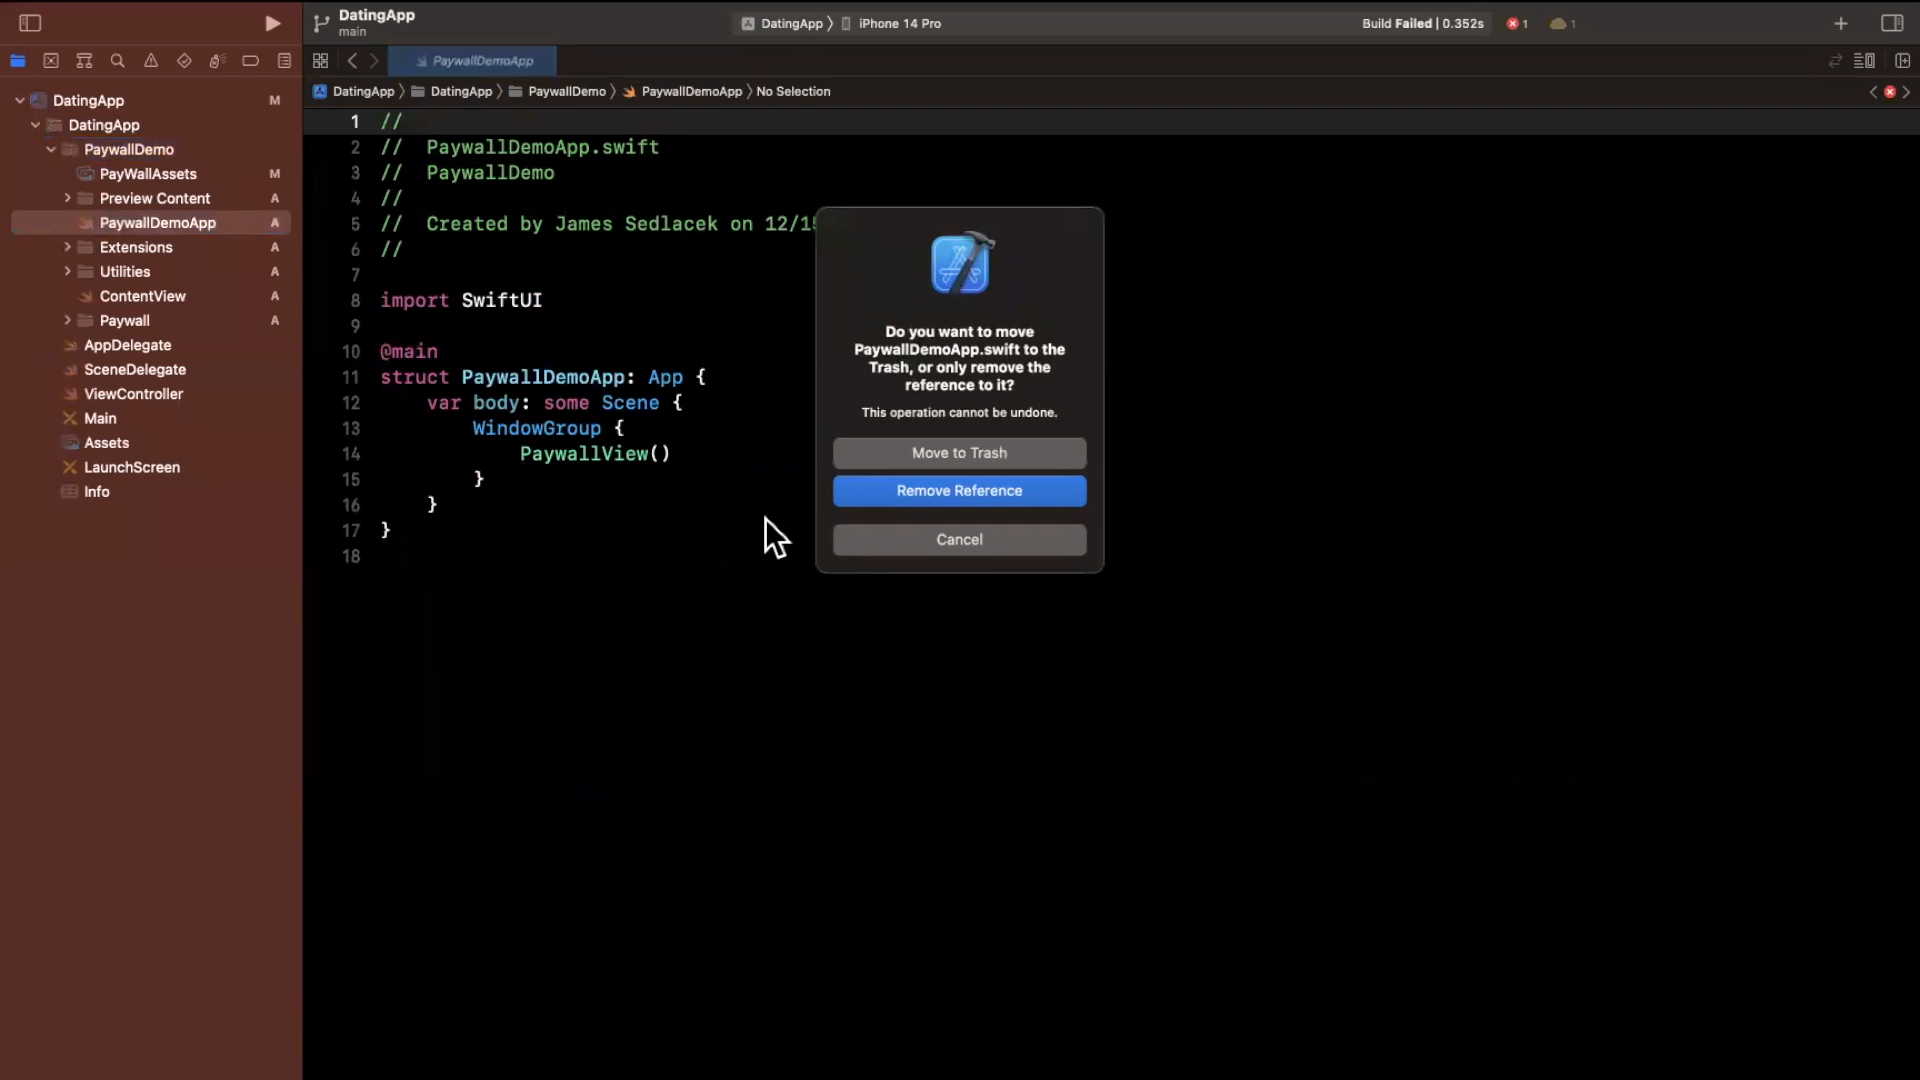 DatingApp
main
DatingApp
iPhone 14 Pro
Build Failed | 0.352s
1
1
PaywallDemoApp
DatingApp
DatingApp
PaywallDemo
PaywallDemoApp
No Selection
DatingApp M
DatingApp
PaywallDemo
PayWallAssets M
Preview Content A
PaywallDemoApp A
Extensions A
Utilities A
ContentView A
Paywall A
AppDelegate
SceneDelegate
ViewController
Main
Assets
LaunchScreen
Info
1 //
2 // PaywallDemoApp.swift
3 // PaywallDemo
4 //
5 // Created by James Sedlacek on 12/15
6 //
7
8 import SwiftUI
9
10 @main
11 struct PaywallDemoApp: App {
12 var body: some Scene {
13 WindowGroup {
14 PaywallView()
15 }
16 }
17 }
18
Do you want to move
PaywallDemoApp.swift to the
Trash, or only remove the
reference to it?
This operation cannot be undone.
Move to Trash
Remove Reference
Cancel